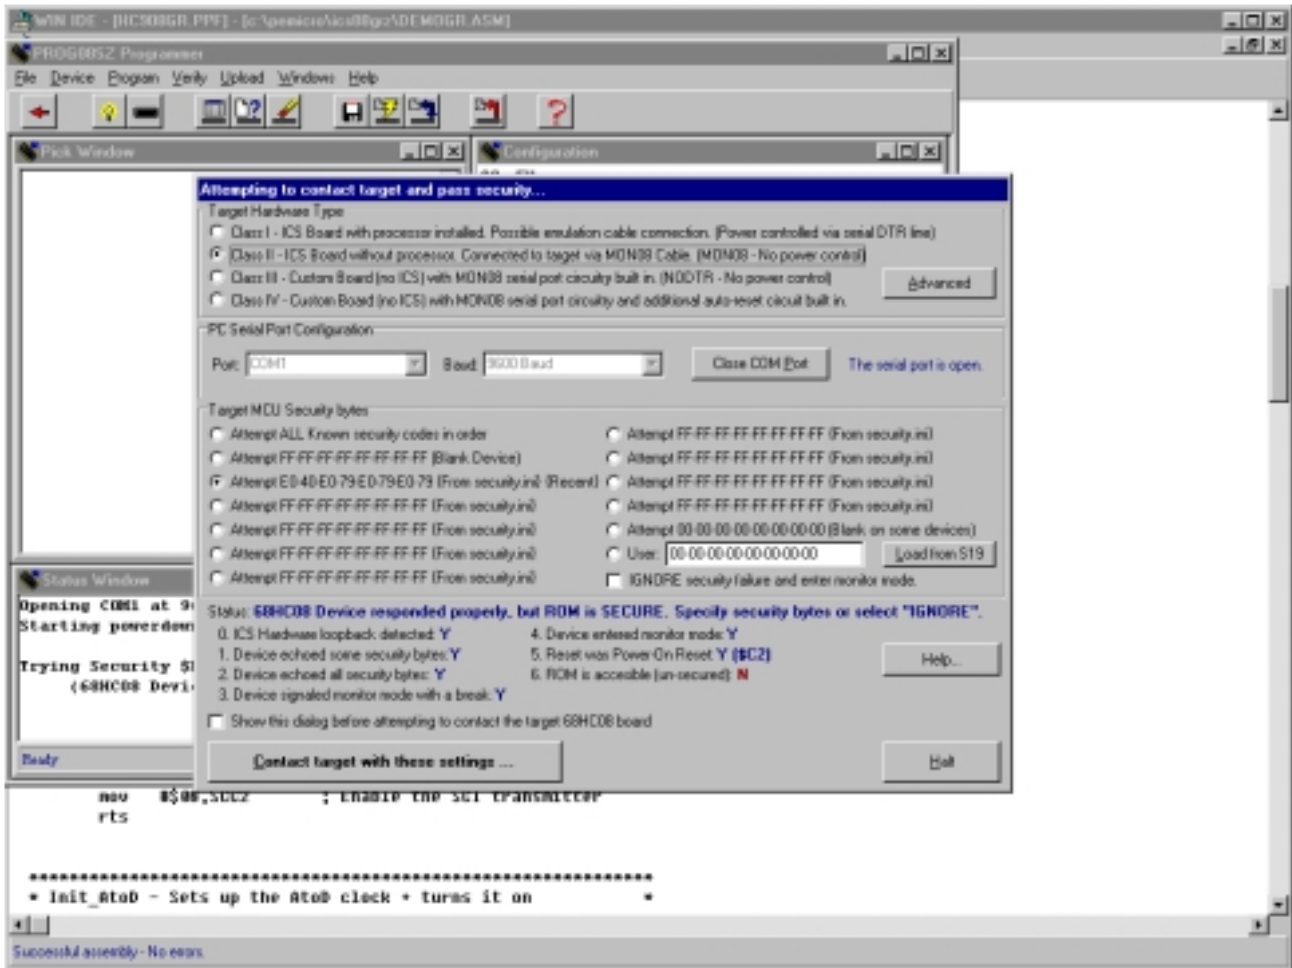 WIN IDE - [HC908GR.PPF] - [c:\pemicro\ics08grz\DEMOGR.ASM]
PROG08SZ Programmer
File Device Program Verify Upload Windows Help
Pick Window
Configuration
Attempting to contact target and pass security...
Target Hardware Type
Class I - ICS Board with processor installed. Possible emulation cable connection. (Power controlled via serial DTR line)
Class II - ICS Board without processor. Connected to target via MON08 Cable. (MON08 - No power control)
Class III - Custom Board (no ICS) with MON08 serial port circuity built in. (NODTR - No power control)
Class IV - Custom Board (no ICS) with MON08 serial port circuity and additional auto-reset circuit built in.
Advanced
PC Serial Port Configuration
Port: COM1 Baud: 9600 Baud Close COM Port The serial port is open.
Target MCU Security bytes
Attempt ALL Known security codes in order
Attempt FF-FF-FF-FF-FF-FF-FF-FF (Blank Device)
Attempt E0-40-E0-79-E0-79-E0-79 (From security.ini) (Recent)
Attempt FF-FF-FF-FF-FF-FF-FF-FF (From security.ini)
Attempt FF-FF-FF-FF-FF-FF-FF-FF (From security.ini)
Attempt FF-FF-FF-FF-FF-FF-FF-FF (From security.ini)
Attempt FF-FF-FF-FF-FF-FF-FF-FF (From security.ini)
Attempt FF-FF-FF-FF-FF-FF-FF-FF (From security.ini)
Attempt FF-FF-FF-FF-FF-FF-FF-FF (From security.ini)
Attempt FF-FF-FF-FF-FF-FF-FF-FF (From security.ini)
Attempt FF-FF-FF-FF-FF-FF-FF-FF (From security.ini)
Attempt 00-00-00-00-00-00-00-00 (Blank on some devices)
User: 00-00-00-00-00-00-00-00 Load from S19
IGNORE security failure and enter monitor mode.
Status: 68HC08 Device responded properly, but ROM is SECURE. Specify security bytes or select "IGNORE".
0. ICS Hardware loopback detected: Y
1. Device echoed some security bytes: Y
2. Device echoed all security bytes: Y
3. Device signaled monitor mode with a break: Y
4. Device entered monitor mode: Y
5. Reset was Power-On Reset: Y ($C2)
6. ROM is accesible (un-secured): N
Help...
Show this dialog before attempting to contact the target 68HC08 board
Contact target with these settings ...
Halt
Status Window
Opening COM1 at
Starting powerdown
Trying Security
(68HC08
Ready
mov #$08,SCC2 ; Enable the SCI transmitter
rts
* Init_AtoD - Sets up the AtoD clock + turns it on *
Successful assembly - No errors.